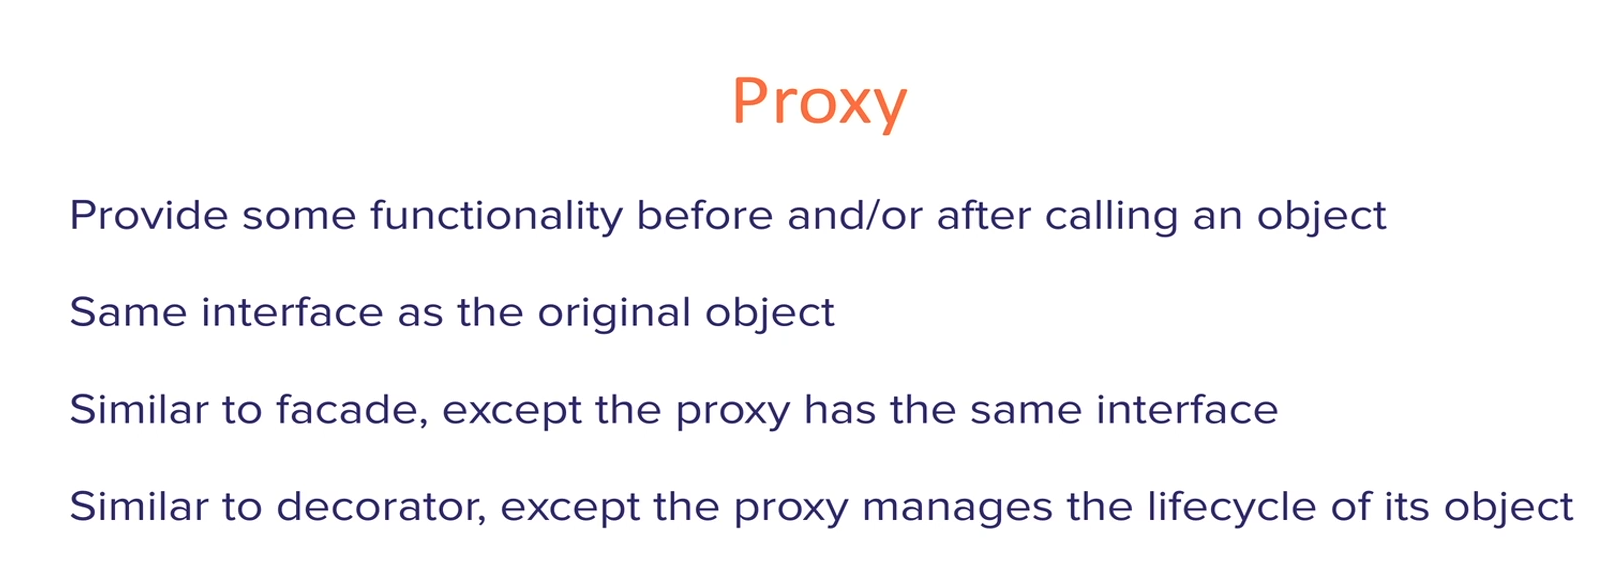 Proxy
Provide some functionality before and/or after calling an object
Same interface as the original object
Similar to facade, except the proxy has the same interface
Similar to decorator, except the proxy manages the lifecycle of its object